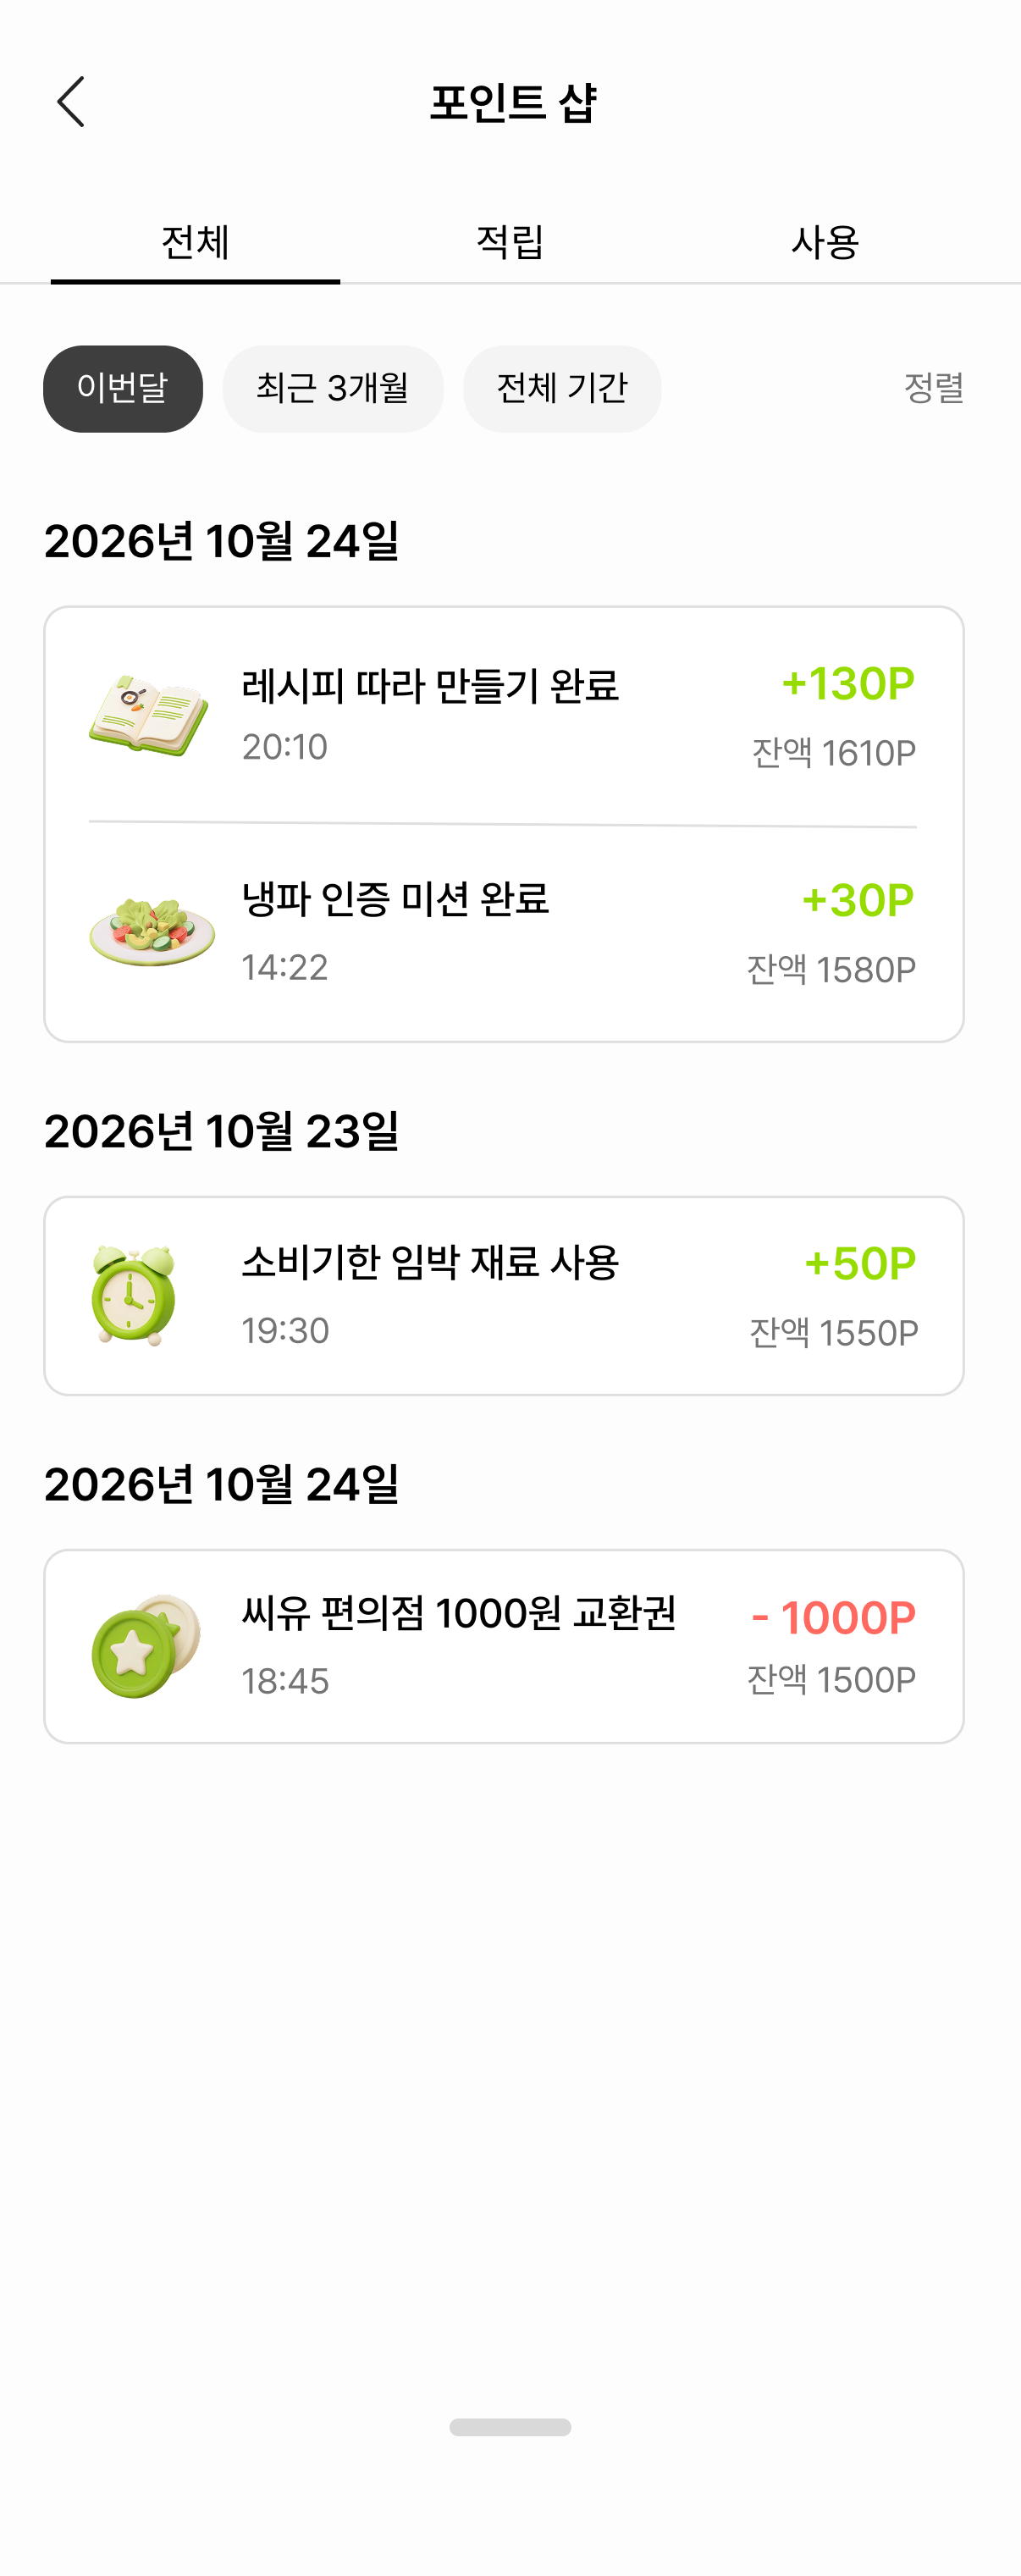 포인트 샵
전체 적립 사용
이번달 최근 3개월 전체 기간 정렬
2026년 10월 24일
레시피 따라 만들기 완료 +130P
20:10 잔액 1610P
냉파 인증 미션 완료 +30P
14:22 잔액 1580P
2026년 10월 23일
소비기한 임박 재료 사용 +50P
19:30 잔액 1550P
2026년 10월 24일
씨유 편의점 1000원 교환권 - 1000P
18:45 잔액 1500P